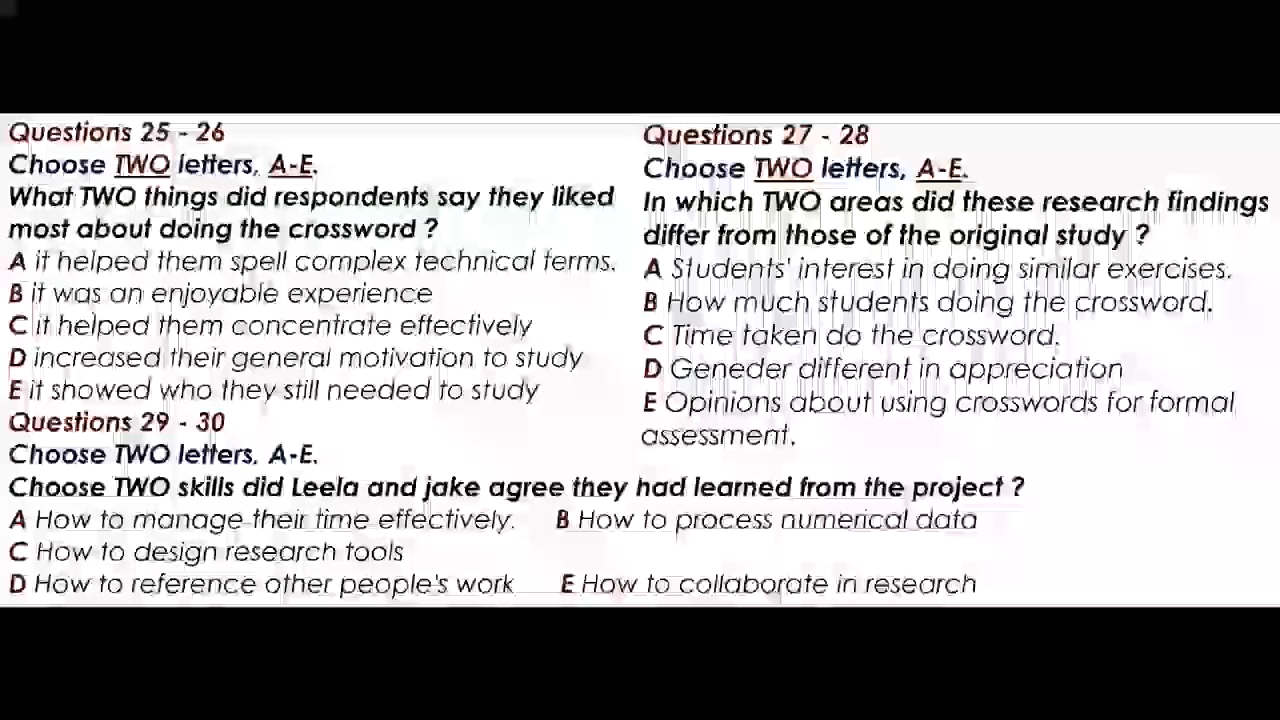 Questions 25 - 26
Choose TWO letters, A-E.
What TWO things did respondents say they liked
most about doing the crossword ?
A it helped them spell complex technical terms.
B it was an enjoyable experience
C it helped them concentrate effectively
D increased their general motivation to study
E it showed who they still needed to study
Questions 27 - 28
Choose TWO letters, A-E.
In which TWO areas did these research findings
differ from those of the original study ?
A Students' interest in doing similar exercises.
B How much students doing the crossword.
C Time taken do the crossword.
D Geneder different in appreciation
E Opinions about using crosswords for formal
assessment.
Questions 29 - 30
Choose TWO letters, A-E.
Choose TWO skills did Leela and jake agree they had learned from the project ?
A How to manage their time effectively. B How to process numerical data
C How to design research tools
D How to reference other people's work E How to collaborate in research